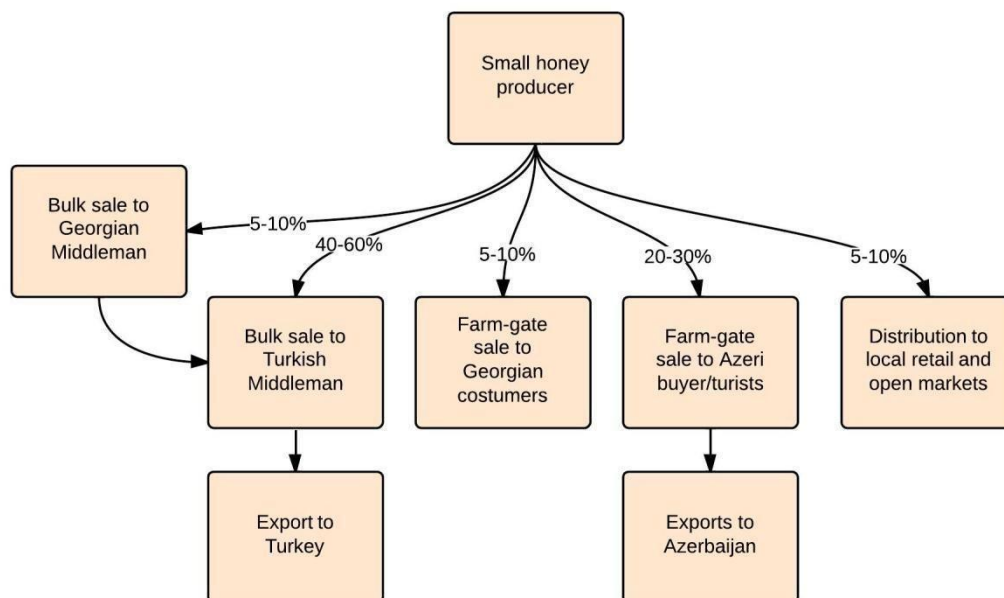 Small honey
producer
Bulk sale to
Georgian
Middleman
5-10%
40-60%
5-10%
20-30%
5-10%
Bulk sale to
Turkish
Middleman
Farm-gate
sale to
Georgian
costumers
Farm-gate
sale to Azeri
buyer/turists
Distribution to
local retail and
open markets
Export to
Turkey
Exports to
Azerbaijan